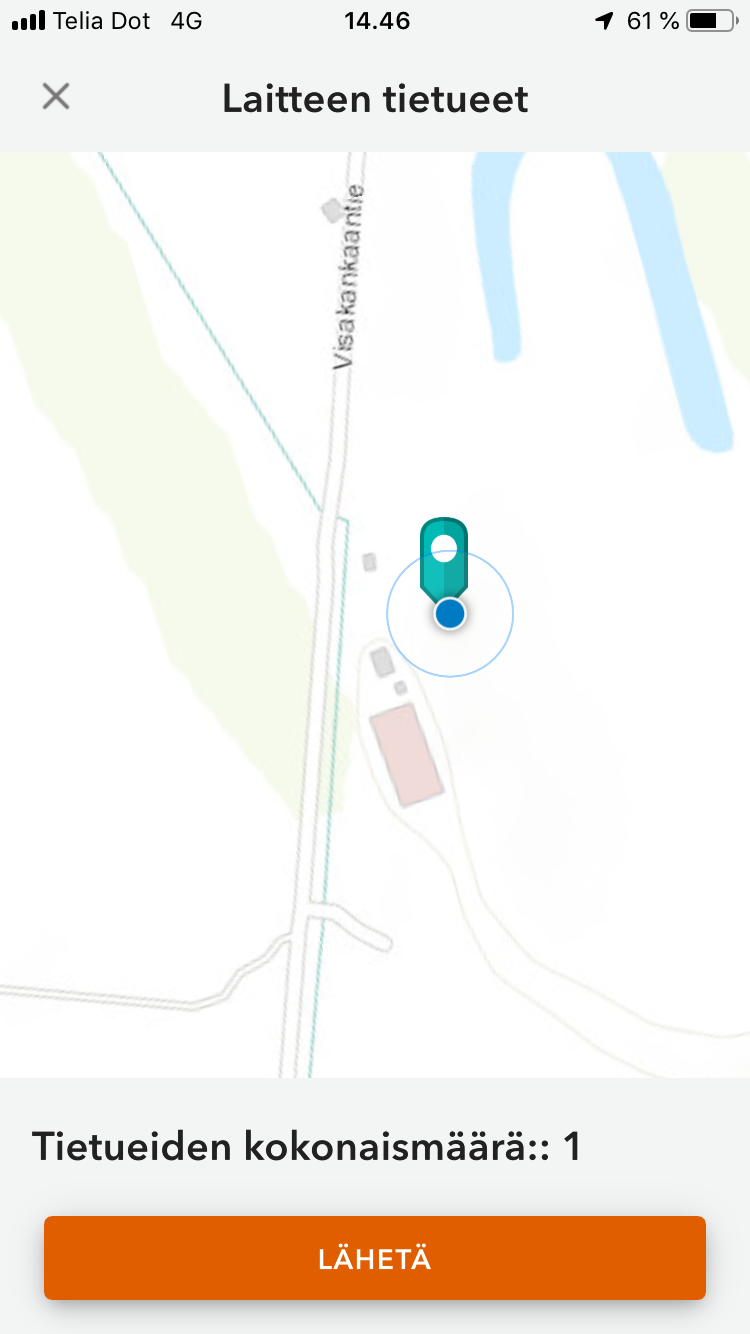 Telia Dot 4G 14.46 61 %
Laitteen tietueet
Visakankaantie
Tietueiden kokonaismäärä:: 1
LÄHETÄ